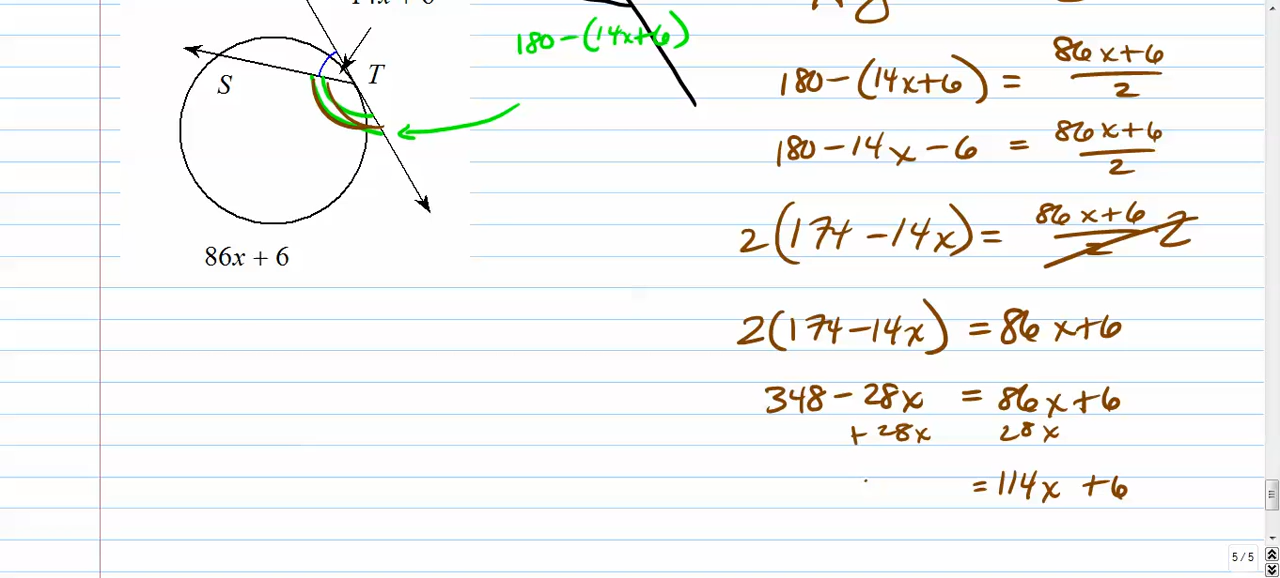 180-(14x+6)
S
T
86x + 6
180-(14x+6) = 86x+6/2
180-14x-6 = 86x+6/2
2(174-14x) = 86x+6/2 2
2(174-14x) = 86x+6
348-28x = 86x+6
+28x 28x
=114x +6
5/5